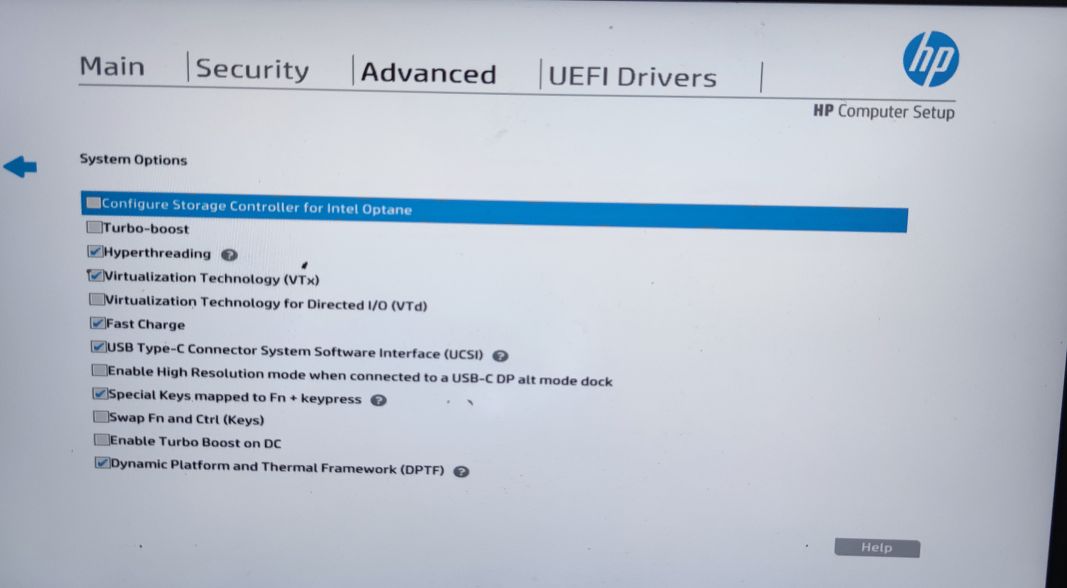 Main
Security
Advanced
UEFI Drivers
hp
HP Computer Setup
System Options
Configure Storage Controller for Intel Optane
Turbo-boost
Hyperthreading ?
Virtualization Technology (VTx)
Virtualization Technology for Directed I/O (VTd)
Fast Charge
USB Type-C Connector System Software Interface (UCSI) ?
Enable High Resolution mode when connected to a USB-C DP alt mode dock
Special Keys mapped to Fn + keypress ?
Swap Fn and Ctrl (Keys)
Enable Turbo Boost on DC
Dynamic Platform and Thermal Framework (DPTF) ?
Help